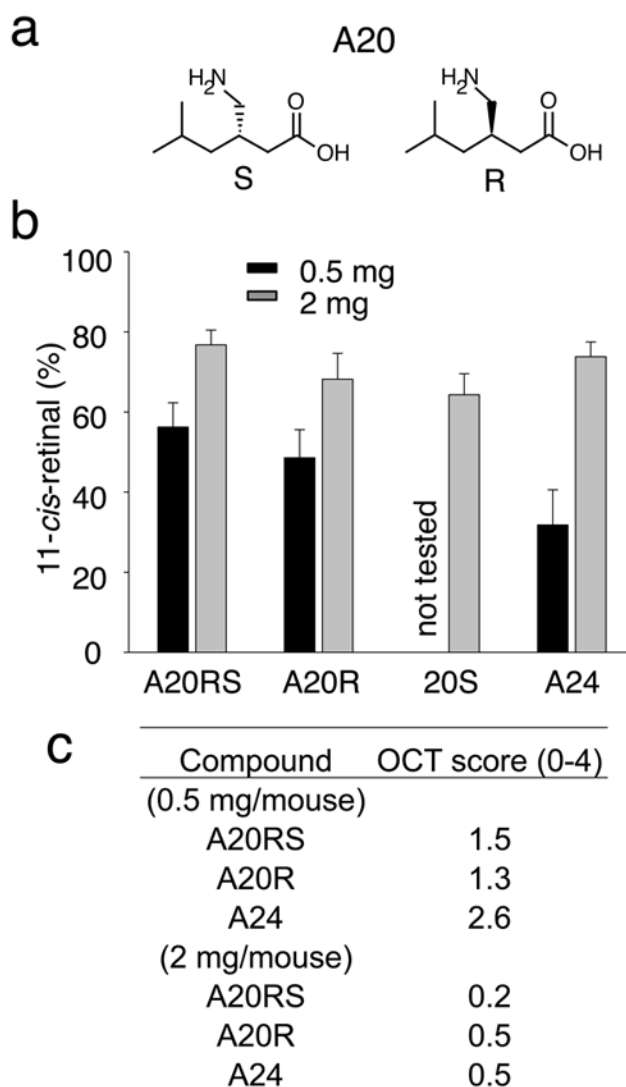 a
A20
H2N
O
OH
S
H2N
O
OH
R
b
100
80
60
40
20
0
11-cis-retinal (%)
0.5 mg
2 mg
not tested
A20RS A20R 20S A24
c
Compound OCT score (0-4)
(0.5 mg/mouse)
A20RS 1.5
A20R 1.3
A24 2.6
(2 mg/mouse)
A20RS 0.2
A20R 0.5
A24 0.5